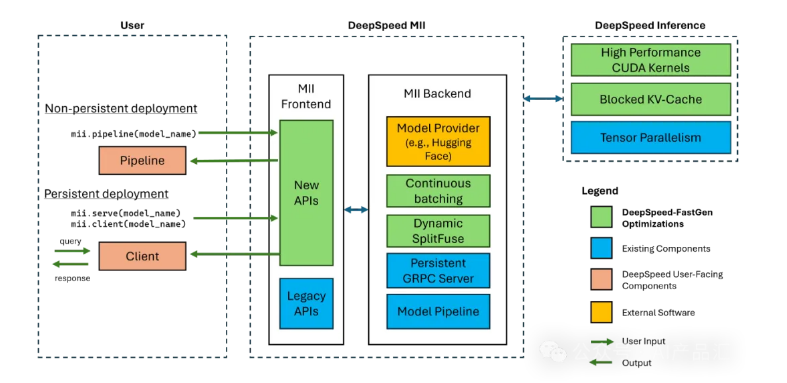 User
DeepSpeed MII
DeepSpeed Inference
Non-persistent deployment
mii.pipeline(model_name)
Pipeline
Persistent deployment
mii.serve(model_name)
mii.client(model_name)
query
Client
response
MII
Frontend
New
APIs
Legacy
APIs
MII Backend
Model Provider
(e.g., Hugging
Face)
Continuous
batching
Dynamic
SplitFuse
Persistent
GRPC Server
Model Pipeline
High Performance
CUDA Kernels
Blocked KV-Cache
Tensor Parallelism
Legend
DeepSpeed-FastGen
Optimizations
Existing Components
DeepSpeed User-Facing
Components
External Software
User Input
Output